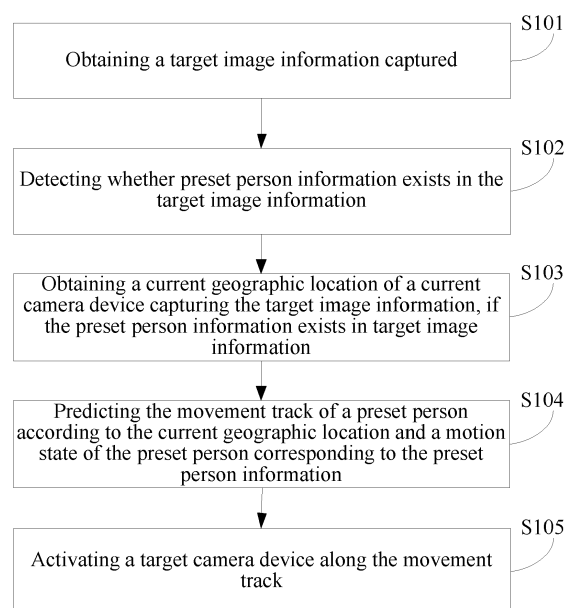 S101
Obtaining a target image information captured
S102
Detecting whether preset person information exists in the
target image information
S103
Obtaining a current geographic location of a current
camera device capturing the target image information, if
the preset person information exists in target image
information
S104
Predicting the movement track of a preset person
according to the current geographic location and a motion
state of the preset person corresponding to the preset
person information
S105
Activating a target camera device along the movement
track